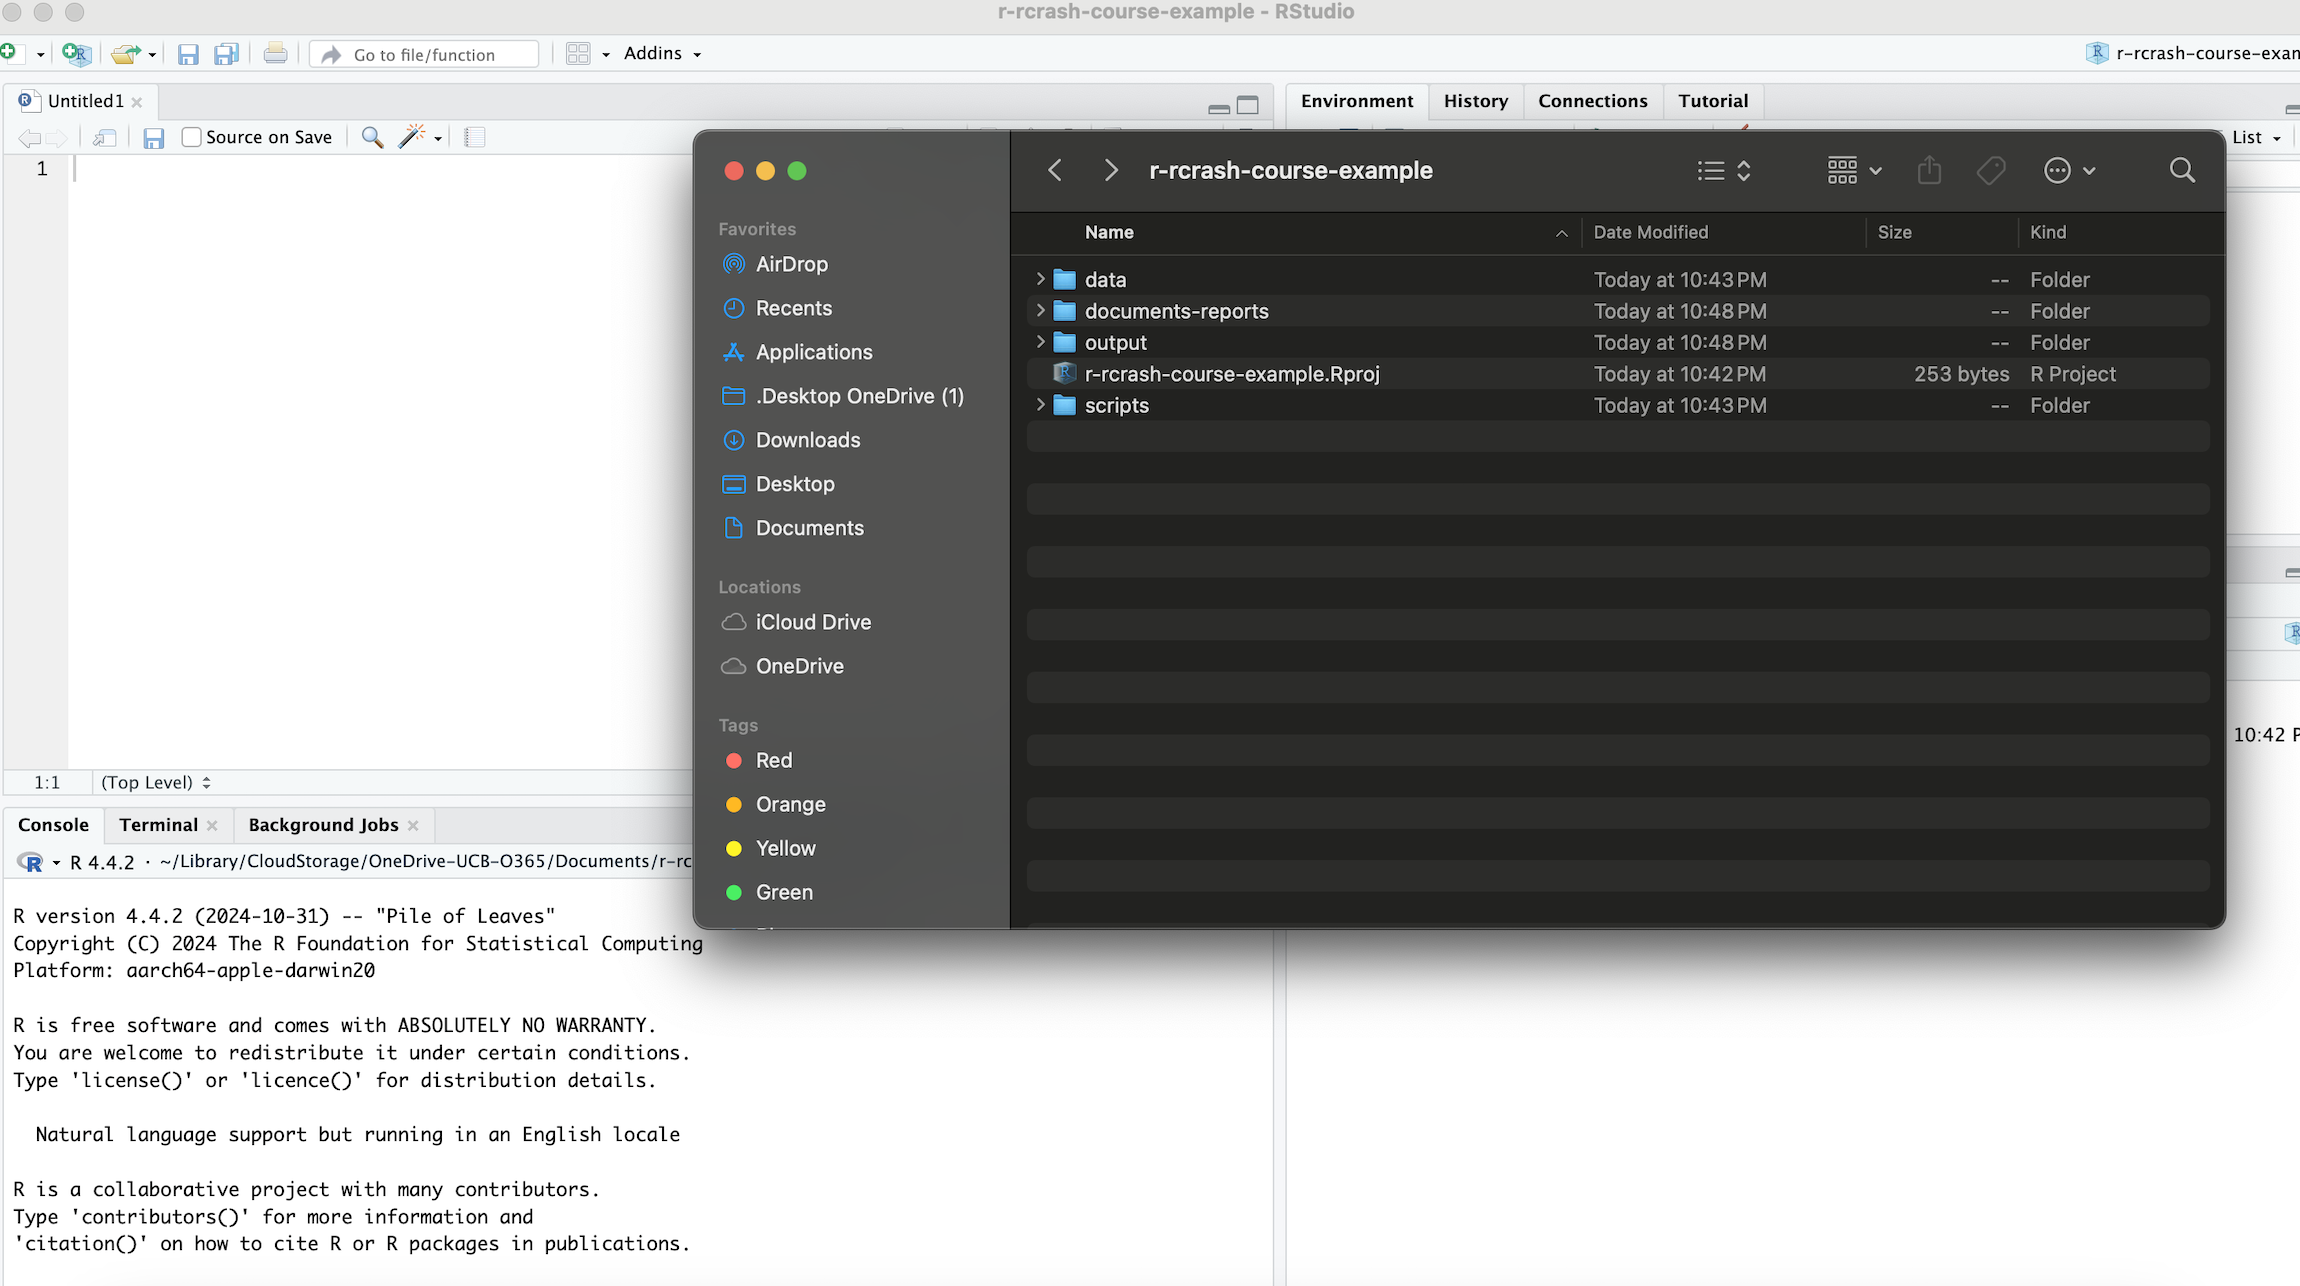 r-rcrash-course-example - RStudio
Go to file/function
Addins
r-rcrash-course-exan
Untitled1
Source on Save
1
1:1
(Top Level)
Environment
History
Connections
Tutorial
List
10:42 P
r-rcrash-course-example
Favorites
AirDrop
Recents
Applications
.Desktop OneDrive (1)
Downloads
Desktop
Documents
Locations
iCloud Drive
OneDrive
Tags
Red
Orange
Yellow
Green
Name Date Modified Size Kind
data Today at 10:43 PM -- Folder
documents-reports Today at 10:48 PM -- Folder
output Today at 10:48 PM -- Folder
r-rcrash-course-example.Rproj Today at 10:42 PM 253 bytes R Project
scripts Today at 10:43 PM -- Folder
Console
Terminal
Background Jobs
R 4.4.2 · ~/Library/CloudStorage/OneDrive-UCB-O365/Documents/r-rc
R version 4.4.2 (2024-10-31) -- "Pile of Leaves"
Copyright (C) 2024 The R Foundation for Statistical Computing
Platform: aarch64-apple-darwin20
R is free software and comes with ABSOLUTELY NO WARRANTY.
You are welcome to redistribute it under certain conditions.
Type 'license()' or 'licence()' for distribution details.
Natural language support but running in an English locale
R is a collaborative project with many contributors.
Type 'contributors()' for more information and
'citation()' on how to cite R or R packages in publications.